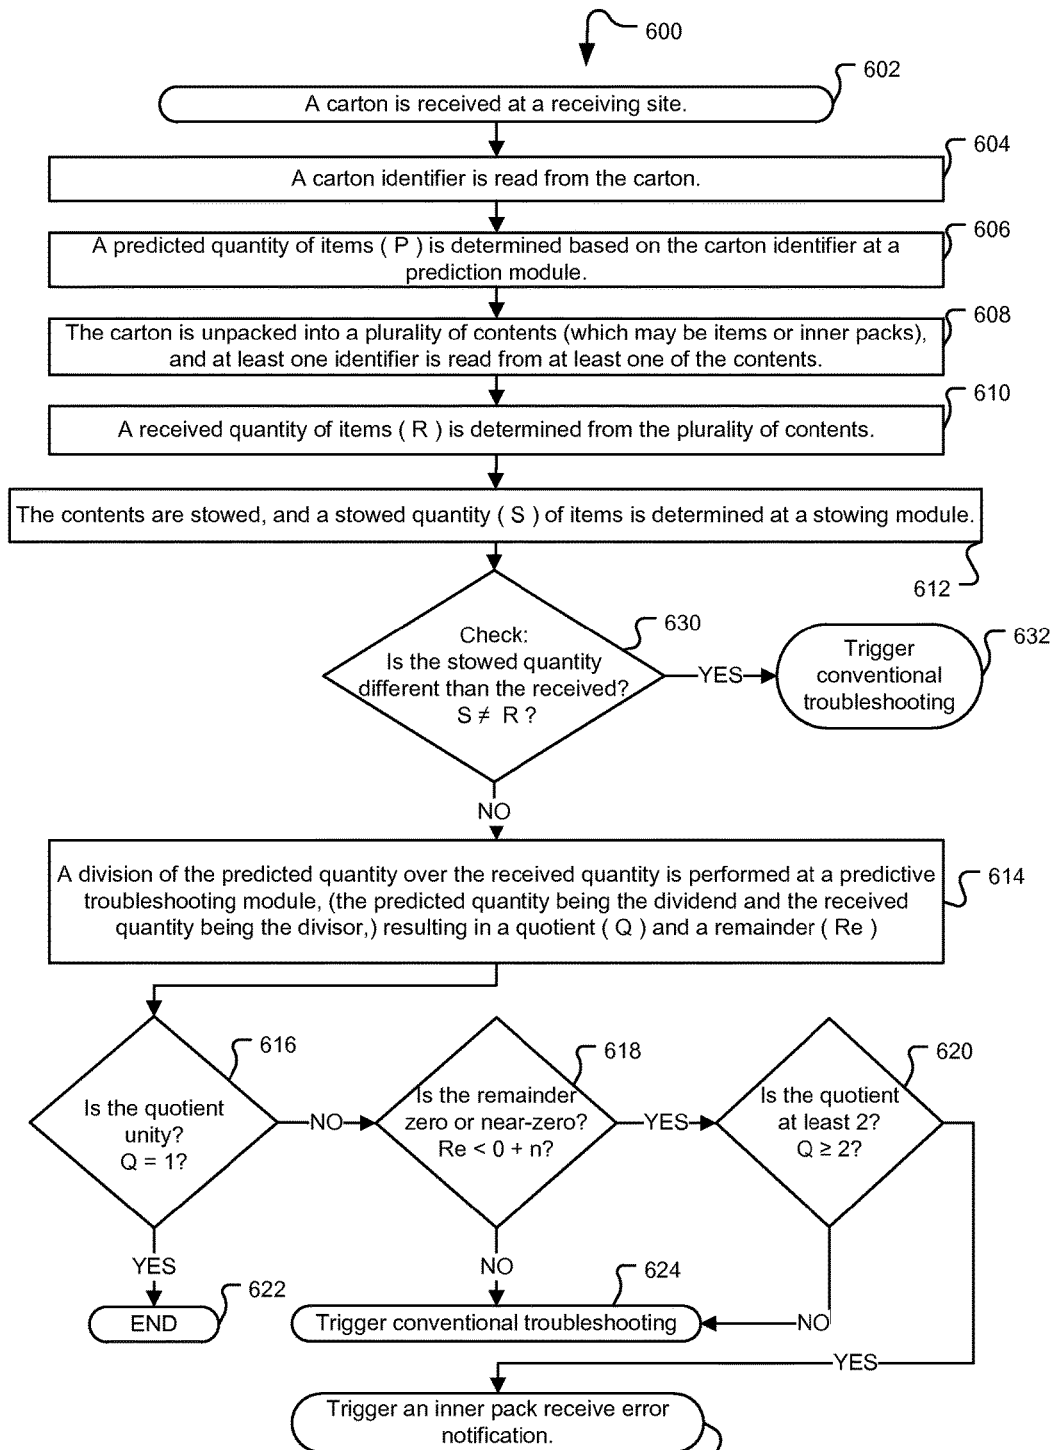 600
602
A carton is received at a receiving site.
604
A carton identifier is read from the carton.
606
A predicted quantity of items ( P ) is determined based on the carton identifier at a
prediction module.
608
The carton is unpacked into a plurality of contents (which may be items or inner packs),
and at least one identifier is read from at least one of the contents.
610
A received quantity of items ( R ) is determined from the plurality of contents.
The contents are stowed, and a stowed quantity ( S ) of items is determined at a stowing module.
612
630
Check:
Is the stowed quantity
different than the received?
S ≠ R ?
YES
632
Trigger
conventional
troubleshooting
NO
614
A division of the predicted quantity over the received quantity is performed at a predictive
troubleshooting module, (the predicted quantity being the dividend and the received
quantity being the divisor,) resulting in a quotient ( Q ) and a remainder ( Re )
616
Is the quotient
unity?
Q = 1?
NO
618
Is the remainder
zero or near-zero?
Re < 0 + n?
YES
620
Is the quotient
at least 2?
Q ≥ 2?
YES
622
END
NO
624
Trigger conventional troubleshooting
NO
YES
Trigger an inner pack receive error
notification.